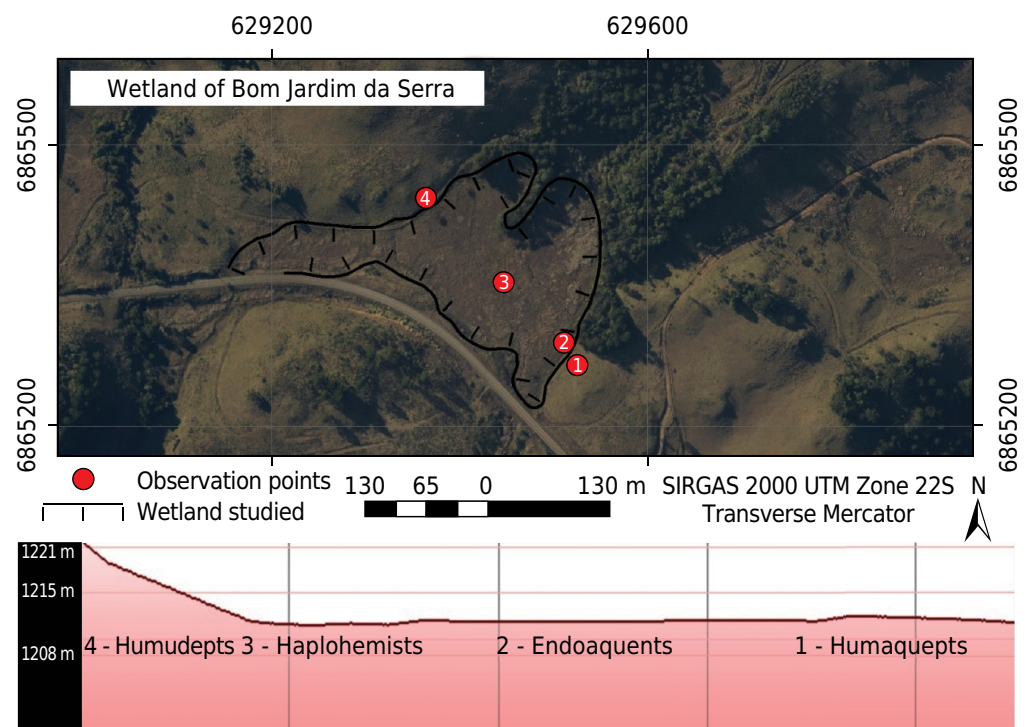 629200 629600
Wetland of Bom Jardim da Serra
6865500 6865500
4
3
2
1
6865200 6865200
Observation points
Wetland studied
130 65 0 130 m
SIRGAS 2000 UTM Zone 22S N
Transverse Mercator
1221 m
1215 m
1208 m
4 - Humudepts 3 - Haplohemists 2 - Endoaquents 1 - Humaquepts